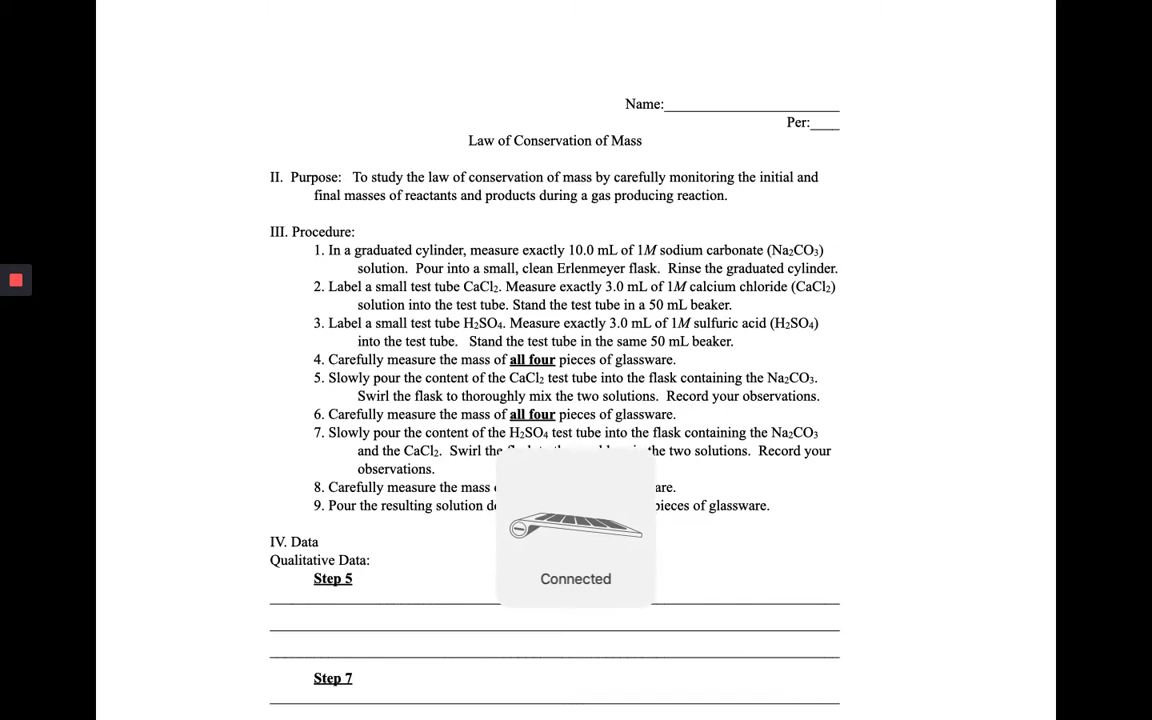 Name:
Per:
Law of Conservation of Mass
II. Purpose: To study the law of conservation of mass by carefully monitoring the initial and
final masses of reactants and products during a gas producing reaction.
III. Procedure:
1. In a graduated cylinder, measure exactly 10.0 mL of 1M sodium carbonate (Na₂CO₃)
solution. Pour into a small, clean Erlenmeyer flask. Rinse the graduated cylinder.
2. Label a small test tube CaCl₂. Measure exactly 3.0 mL of 1M calcium chloride (CaCl₂)
solution into the test tube. Stand the test tube in a 50 mL beaker.
3. Label a small test tube H₂SO₄. Measure exactly 3.0 mL of 1M sulfuric acid (H₂SO₄)
into the test tube. Stand the test tube in the same 50 mL beaker.
4. Carefully measure the mass of all four pieces of glassware.
5. Slowly pour the content of the CaCl₂ test tube into the flask containing the Na₂CO₃.
Swirl the flask to thoroughly mix the two solutions. Record your observations.
6. Carefully measure the mass of all four pieces of glassware.
7. Slowly pour the content of the H₂SO₄ test tube into the flask containing the Na₂CO₃
and the CaCl₂. Swirl the the two solutions. Record your
observations.
8. Carefully measure the mass are.
9. Pour the resulting solution pieces of glassware.
IV. Data
Qualitative Data:
Connected
Step 5
Step 7